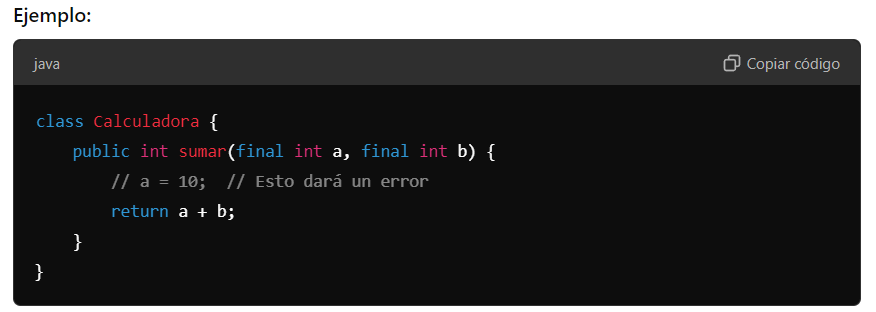 Ejemplo:
java
Copiar código
class Calculadora {
    public int sumar(final int a, final int b) {
        // a = 10;  // Esto dará un error
        return a + b;
    }
}